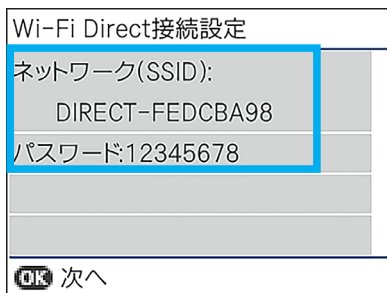 Wi-Fi Direct接続設定
ネットワーク(SSID):
DIRECT-FEDCBA98
パスワード:12345678
OK 次へ